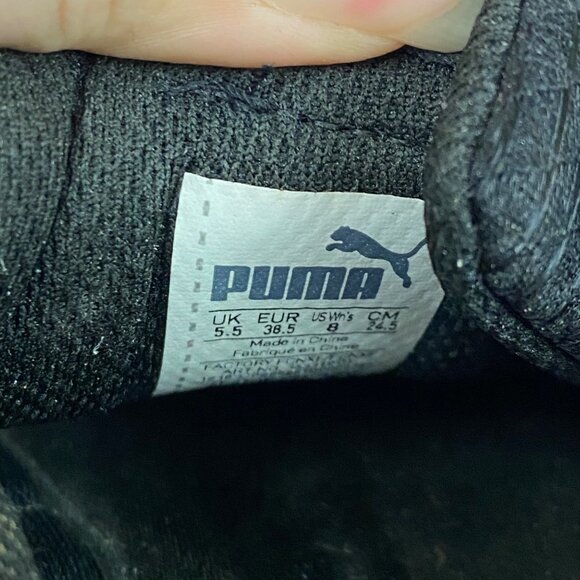 PUMA
UK EUR US Wn's CM
5.5 38.5 8 24.5
Made in China
Fabriqué en Chine